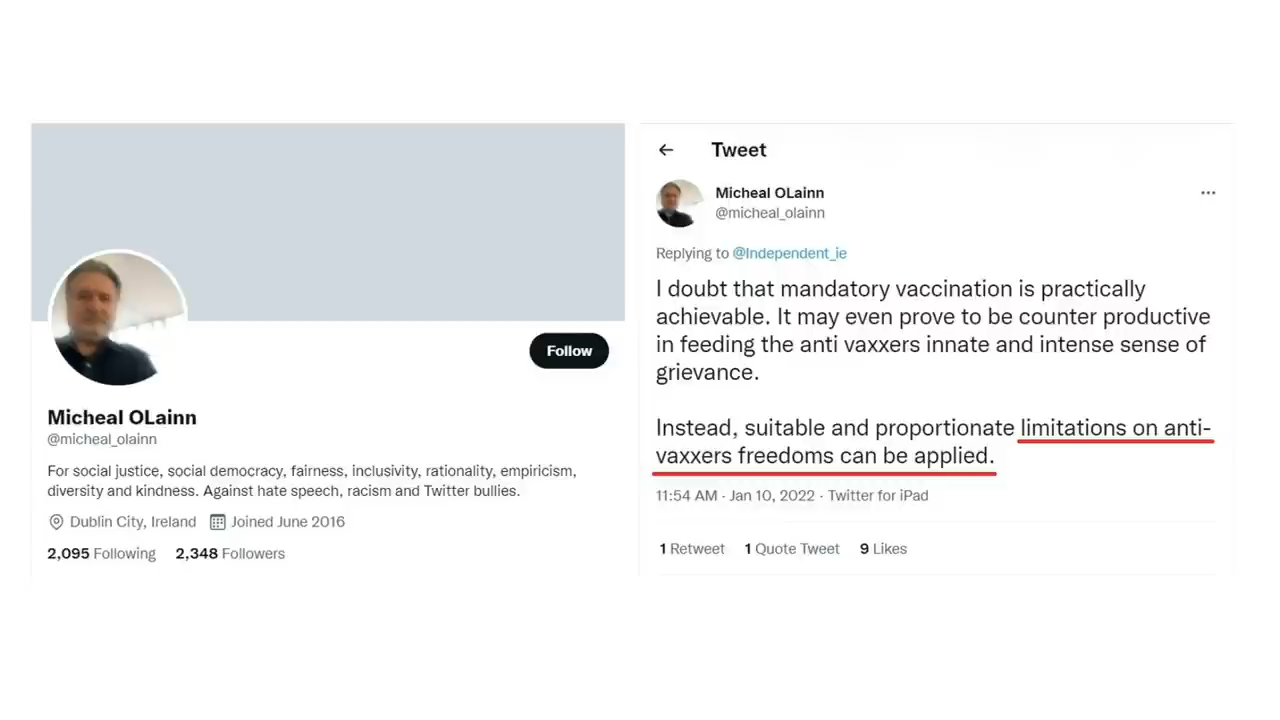 Follow
Micheal OLainn
@micheal_olainn
For social justice, social democracy, fairness, inclusivity, rationality, empiricism,
diversity and kindness. Against hate speech, racism and Twitter bullies.
Dublin City, Ireland Joined June 2016
2,095 Following 2,348 Followers
Tweet
Micheal OLainn
@micheal_olainn
Replying to @Independent_ie
I doubt that mandatory vaccination is practically
achievable. It may even prove to be counter productive
in feeding the anti vaxxers innate and intense sense of
grievance.
Instead, suitable and proportionate limitations on anti-
vaxxers freedoms can be applied.
11:54 AM · Jan 10, 2022 · Twitter for iPad
1 Retweet 1 Quote Tweet 9 Likes